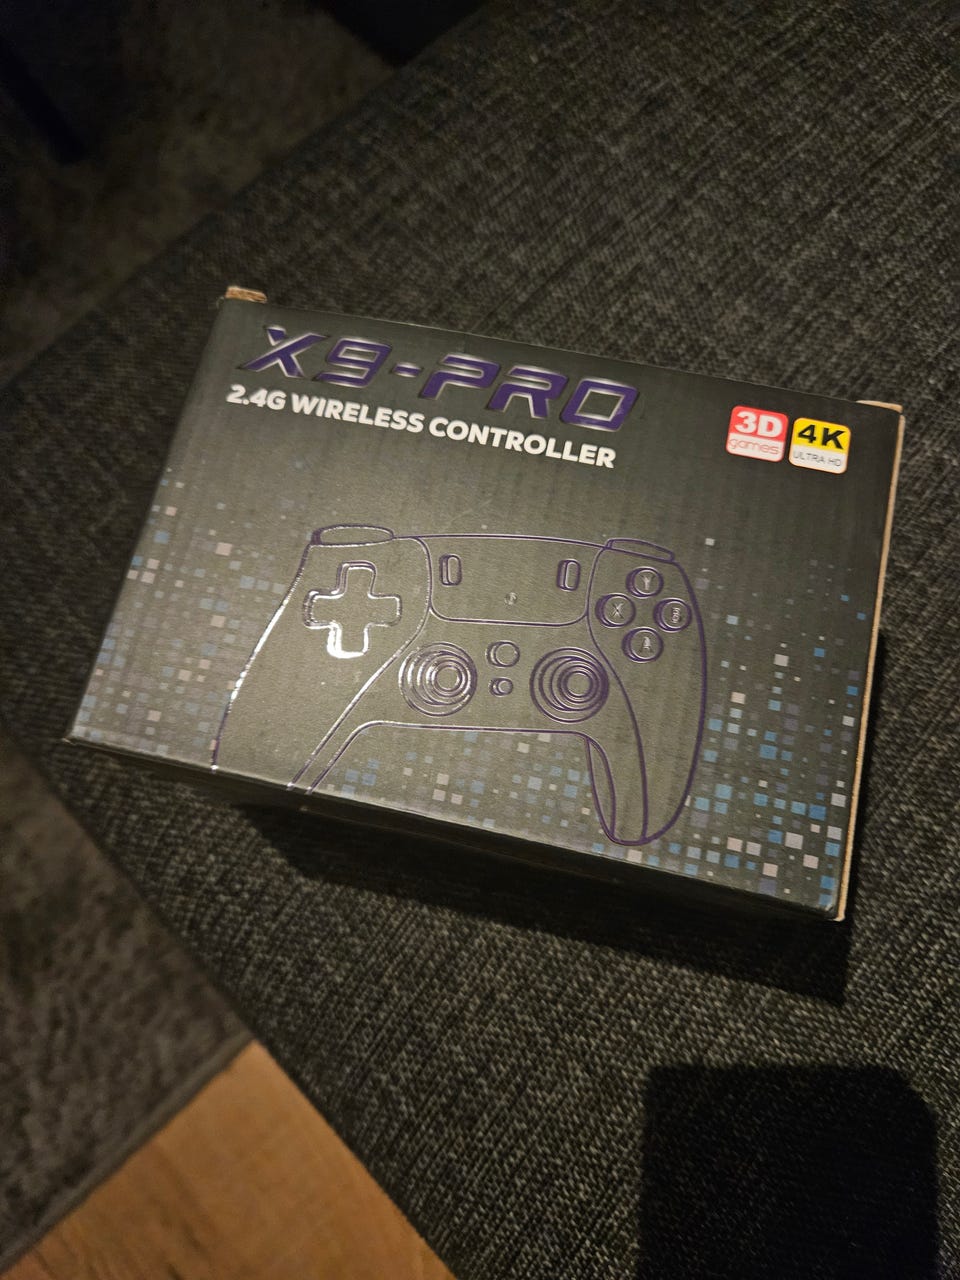 X9-PRO
2.4G WIRELESS CONTROLLER
3D
games
4K
ULTRA HD
Y
X
A